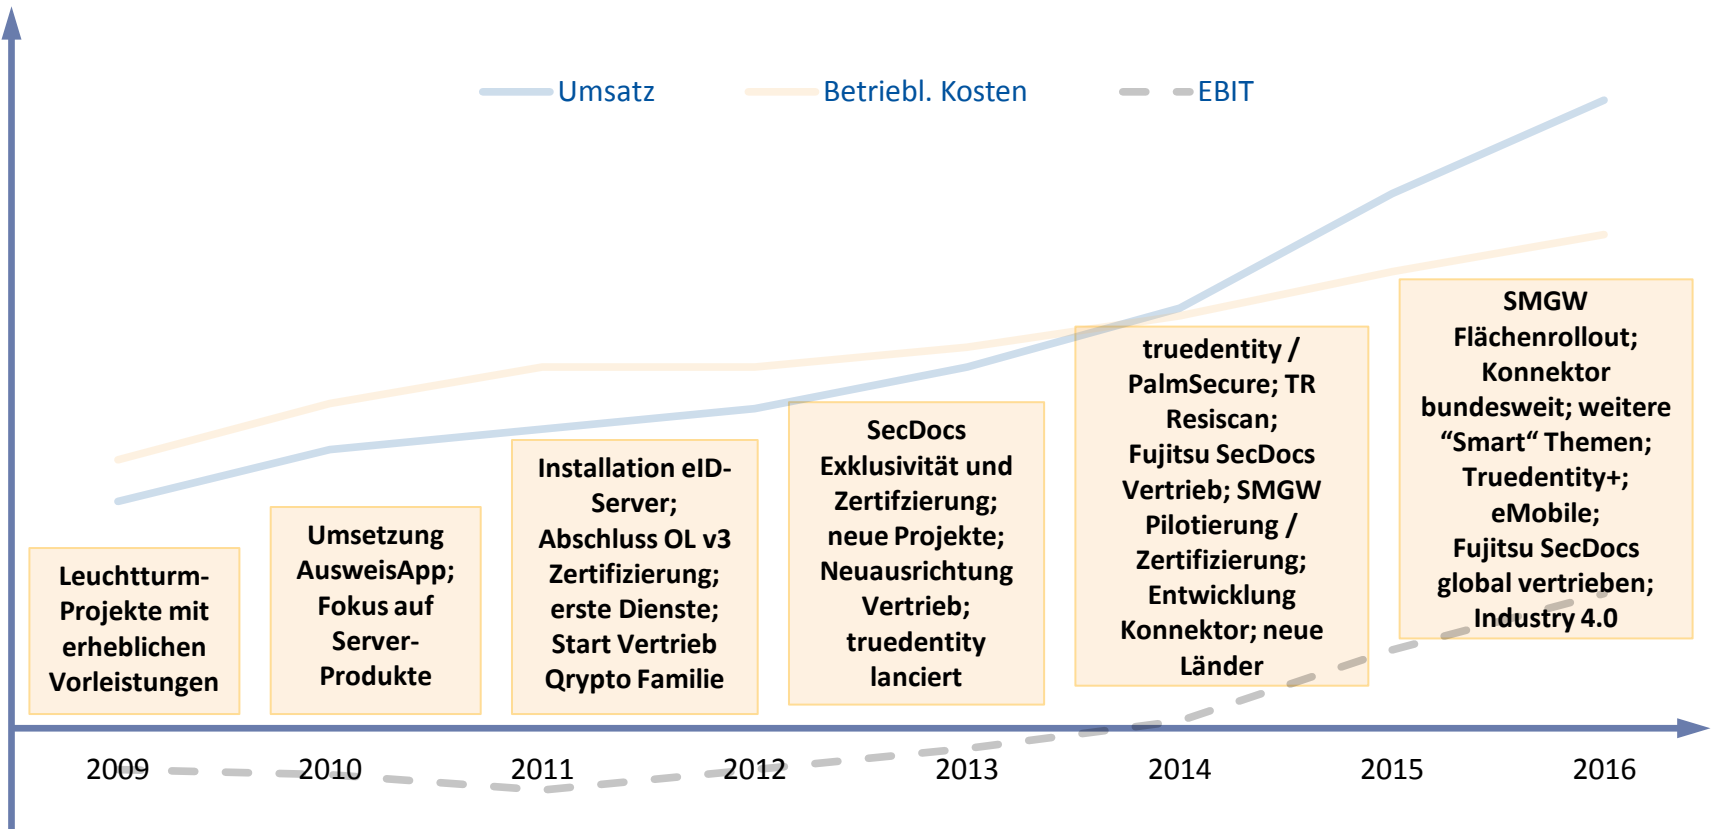 Umsatz
Betriebl. Kosten
EBIT
Leuchtturm-
Projekte mit
erheblichen
Vorleistungen
Umsetzung
AusweisApp;
Fokus auf
Server-
Produkte
Installation eID-
Server;
Abschluss OL v3
Zertifizierung;
erste Dienste;
Start Vertrieb
Qrypto Familie
SecDocs
Exklusivität und
Zertifzierung;
neue Projekte;
Neuausrichtung
Vertrieb;
truedentity
lanciert
truedentity /
PalmSecure; TR
Resiscan;
Fujitsu SecDocs
Vertrieb; SMGW
Pilotierung /
Zertifizierung;
Entwicklung
Konnektor; neue
Länder
SMGW
Flächenrollout;
Konnektor
bundesweit; weitere
“Smart“ Themen;
Truedentity+;
eMobile;
Fujitsu SecDocs
global vertrieben;
Industry 4.0
2009
2010
2011
2012
2013
2014
2015
2016